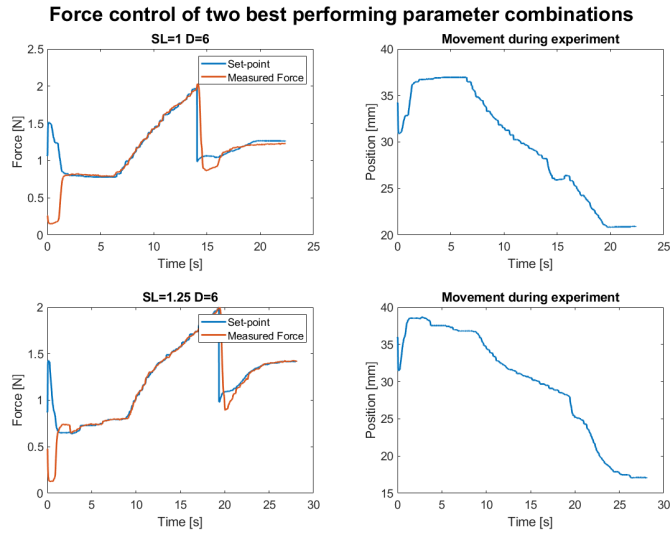 Force control of two best performing parameter combinations
SL=1 D=6
Force [N]
2.5
2
1.5
1
0.5
0
Set-point
Measured Force
0 5 10 15 20 25
Time [s]
Movement during experiment
Position [mm]
40
35
30
25
20
0 5 10 15 20 25
Time [s]
SL=1.25 D=6
Force [N]
2
1.5
1
0.5
0
Set-point
Measured Force
0 5 10 15 20 25 30
Time [s]
Movement during experiment
Position [mm]
40
35
30
25
20
15
0 5 10 15 20 25 30
Time [s]